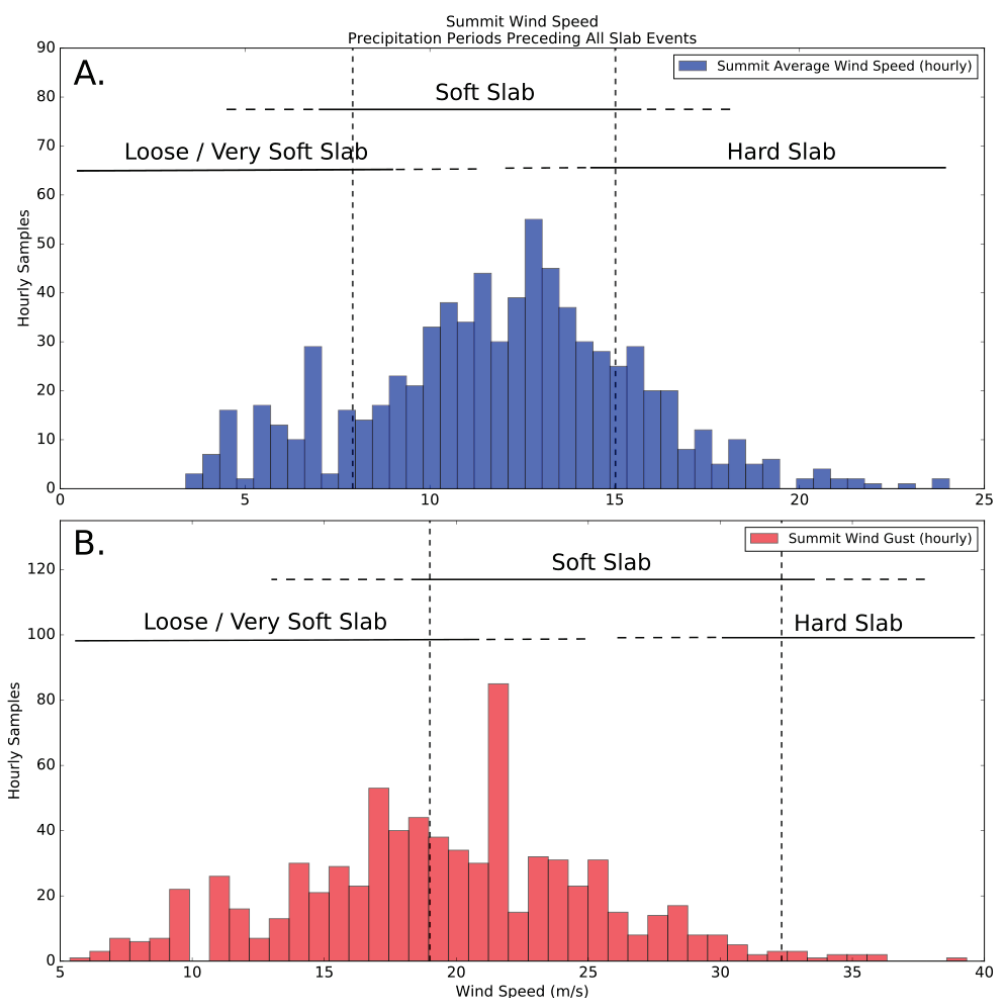 Summit Wind Speed
Precipitation Periods Preceding All Slab Events
A.
Summit Average Wind Speed (hourly)
Soft Slab
Loose / Very Soft Slab
Hard Slab
Hourly Samples
90
80
70
60
50
40
30
20
10
0
0 5 10 15 20 25
B.
Summit Wind Gust (hourly)
Soft Slab
Loose / Very Soft Slab
Hard Slab
Hourly Samples
120
100
80
60
40
20
0
5 10 15 20 25 30 35 40
Wind Speed (m/s)